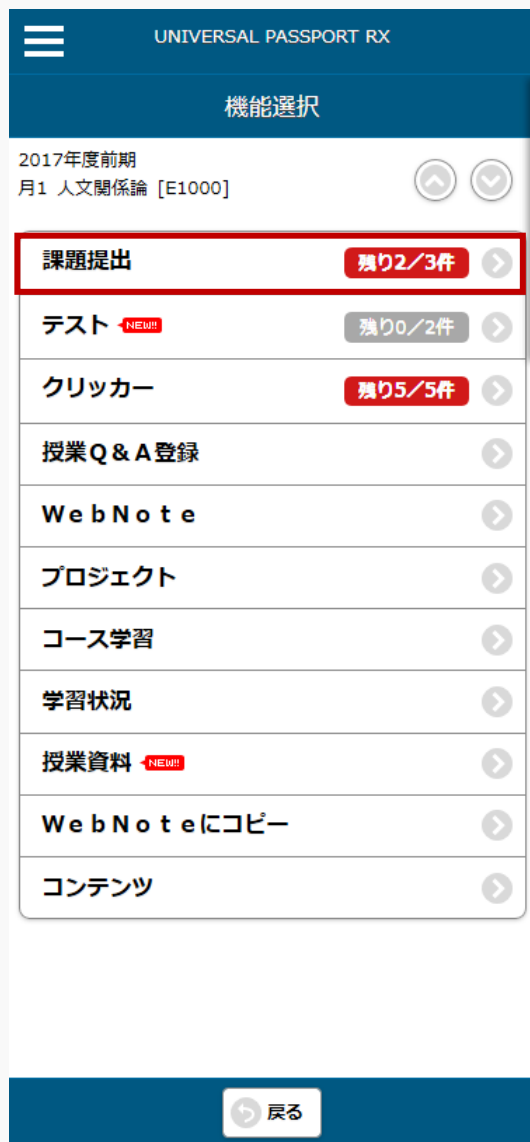 UNIVERSAL PASSPORT RX
機能選択
2017年度前期
月1 人文関係論 [E1000]
課題提出 残り2/3件
テスト NEW!! 残り0/2件
クリッカー 残り5/5件
授業Q&A登録
WebNote
プロジェクト
コース学習
学習状況
授業資料 NEW!!
WebNoteにコピー
コンテンツ
戻る